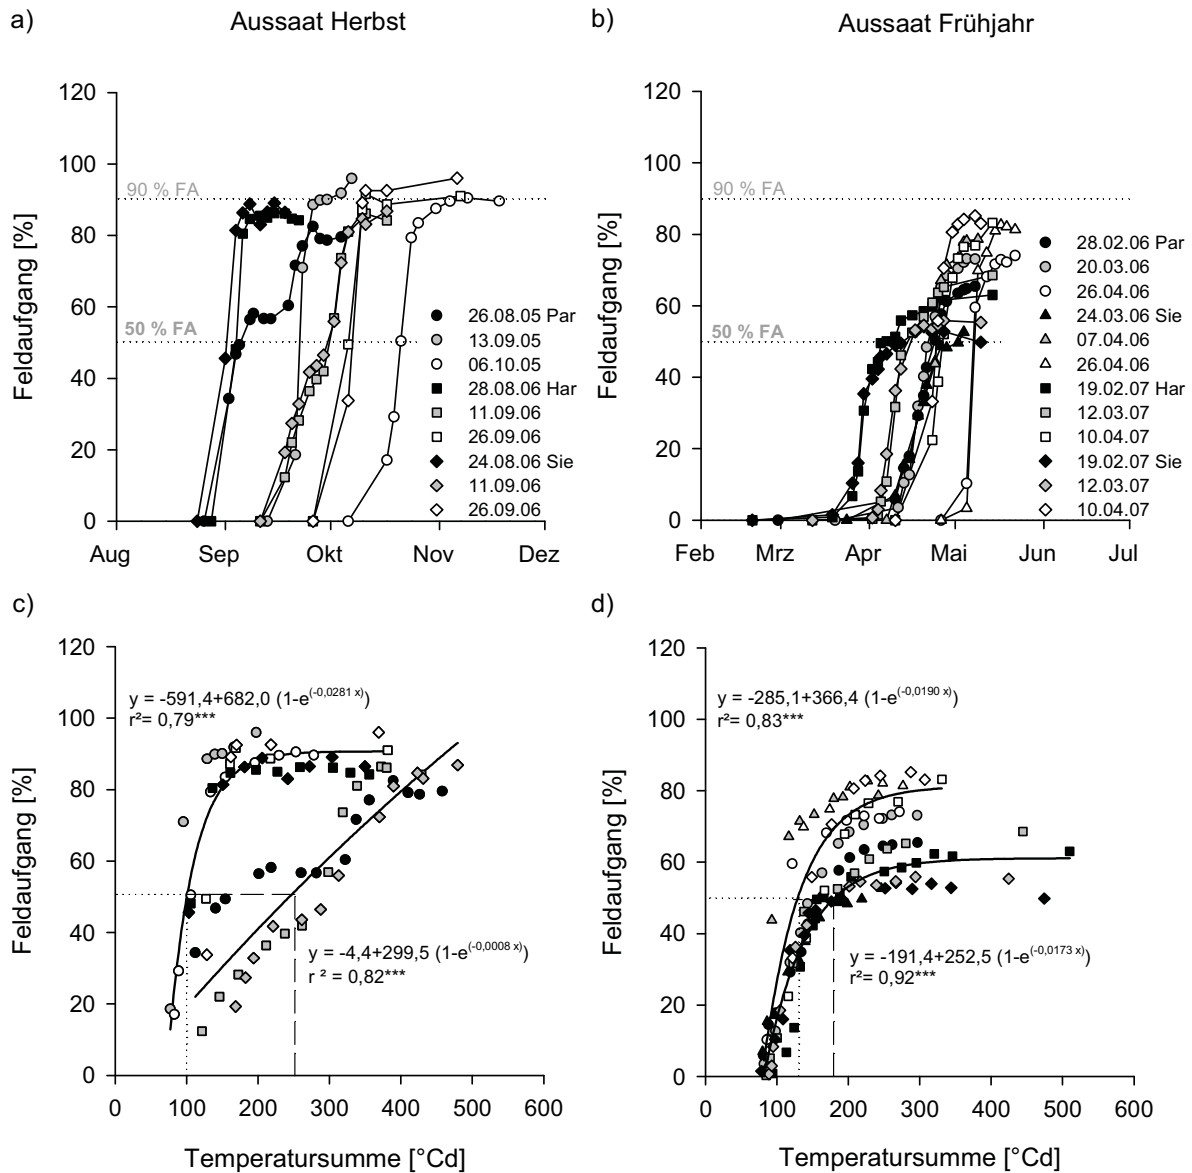 a)
Aussaat Herbst
120
100
80
60
40
20
0
Feldaufgang [%]
90 % FA
50 % FA
26.08.05 Par
13.09.05
06.10.05
28.08.06 Har
11.09.06
26.09.06
24.08.06 Sie
11.09.06
26.09.06
Aug Sep Okt Nov Dez
b)
Aussaat Frühjahr
120
100
80
60
40
20
0
Feldaufgang [%]
90 % FA
50 % FA
28.02.06 Par
20.03.06
26.04.06
24.03.06 Sie
07.04.06
26.04.06
19.02.07 Har
12.03.07
10.04.07
19.02.07 Sie
12.03.07
10.04.07
Feb Mrz Apr Mai Jun Jul
c)
120
100
80
60
40
20
0
Feldaufgang [%]
y = -591,4+682,0 (1-e(-0,0281 x))
r²= 0,79***
y = -4,4+299,5 (1-e(-0,0008 x))
r ² = 0,82***
0 100 200 300 400 500 600
Temperatursumme [°Cd]
d)
120
100
80
60
40
20
0
Feldaufgang [%]
y = -285,1+366,4 (1-e(-0,0190 x))
r²= 0,83***
y = -191,4+252,5 (1-e(-0,0173 x))
r²= 0,92***
0 100 200 300 400 500 600
Temperatursumme [°Cd]